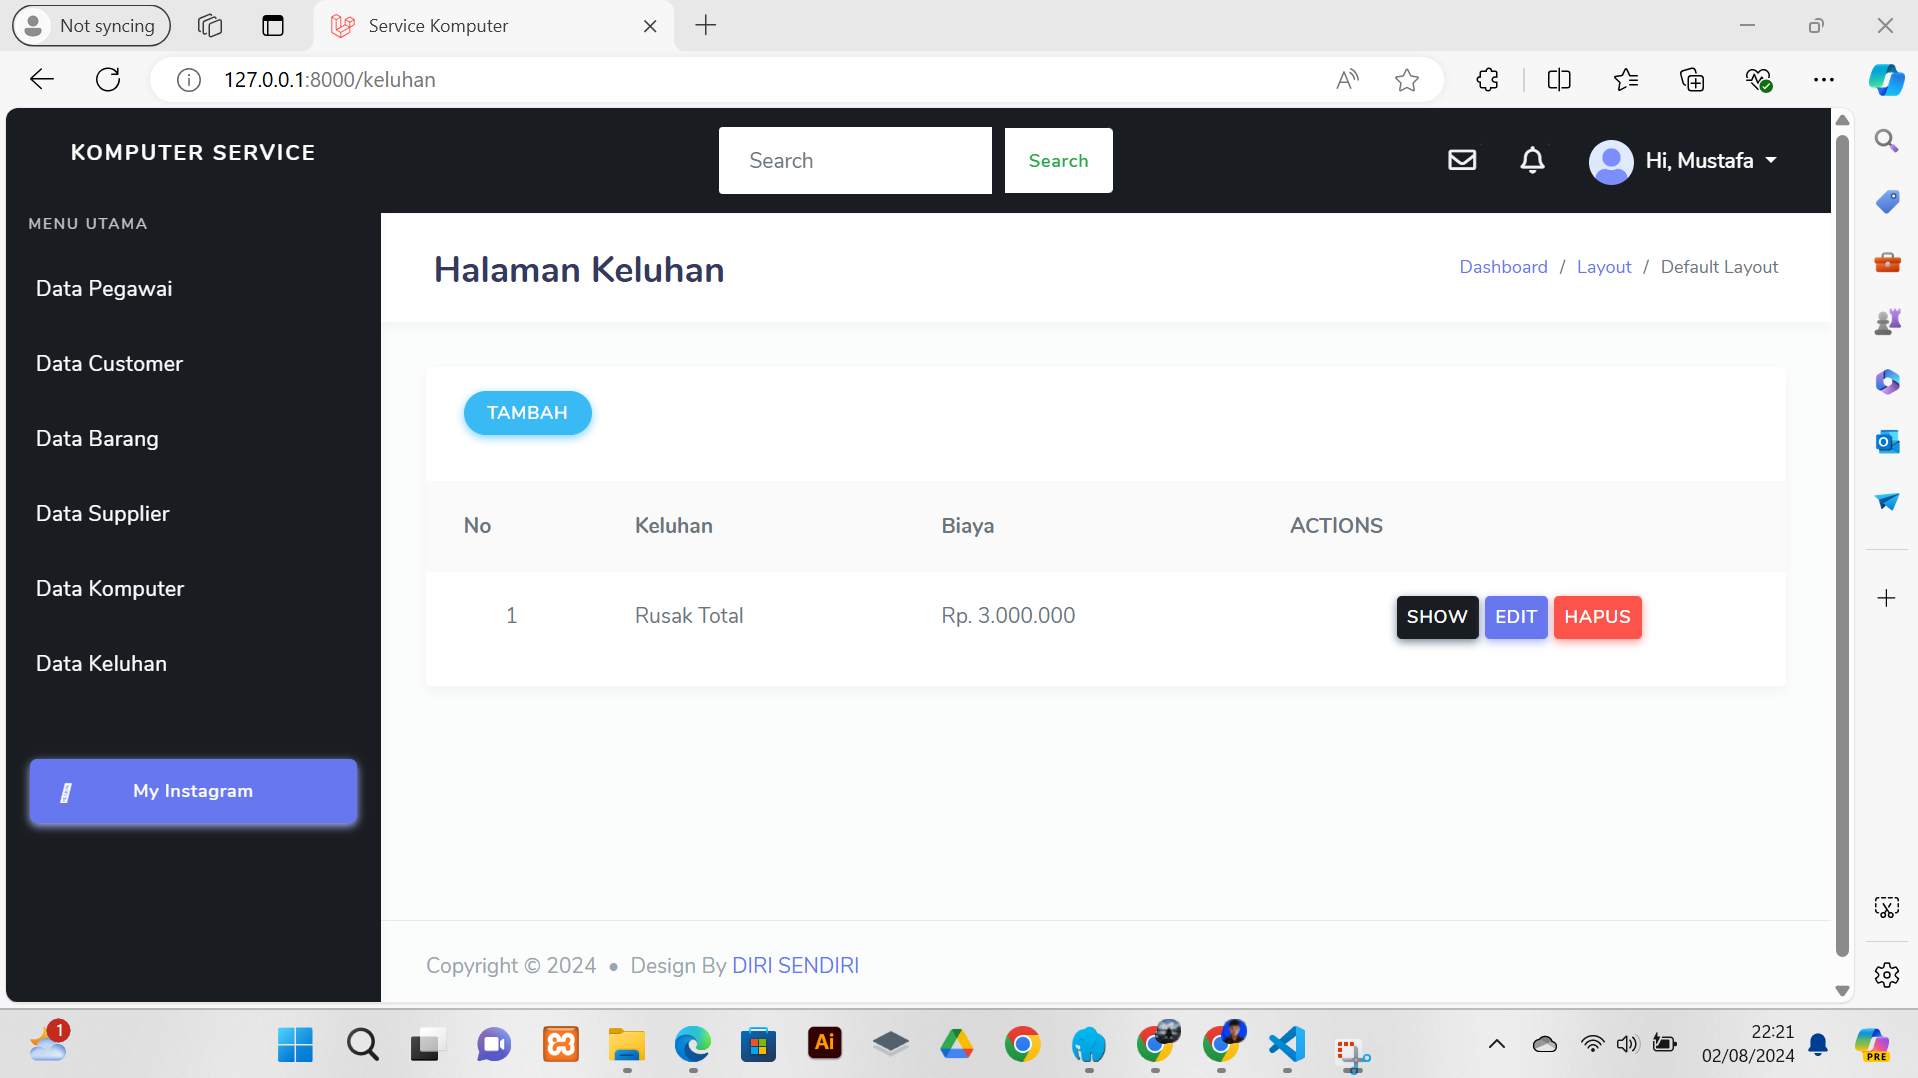 Not syncing
Service Komputer
127.0.0.1:8000/keluhan
KOMPUTER SERVICE
Search
Search
Hi, Mustafa
MENU UTAMA
Data Pegawai
Data Customer
Data Barang
Data Supplier
Data Komputer
Data Keluhan
My Instagram
Halaman Keluhan
Dashboard / Layout / Default Layout
TAMBAH
No Keluhan Biaya ACTIONS
1 Rusak Total Rp. 3.000.000 SHOW EDIT HAPUS
Copyright © 2024 • Design By DIRI SENDIRI
1
Ai
22:21
02/08/2024
PRE